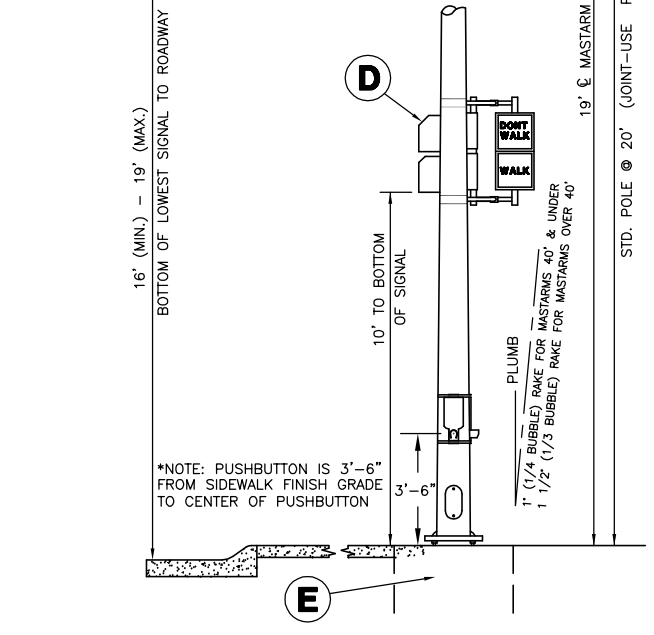 16' (MIN.) – 19' (MAX.)
BOTTOM OF LOWEST SIGNAL TO ROADWAY
D
DONT
WALK
WALK
10' TO BOTTOM
OF SIGNAL
19' ℄ MASTARM
STD. POLE @ 20' (JOINT–USE
PLUMB
1" (1/4 BUBBLE) RAKE FOR MASTARMS 40' & UNDER
1 1/2" (1/3 BUBBLE) RAKE FOR MASTARMS OVER 40'
*NOTE: PUSHBUTTON IS 3'–6"
FROM SIDEWALK FINISH GRADE
TO CENTER OF PUSHBUTTON
3'–6"
E